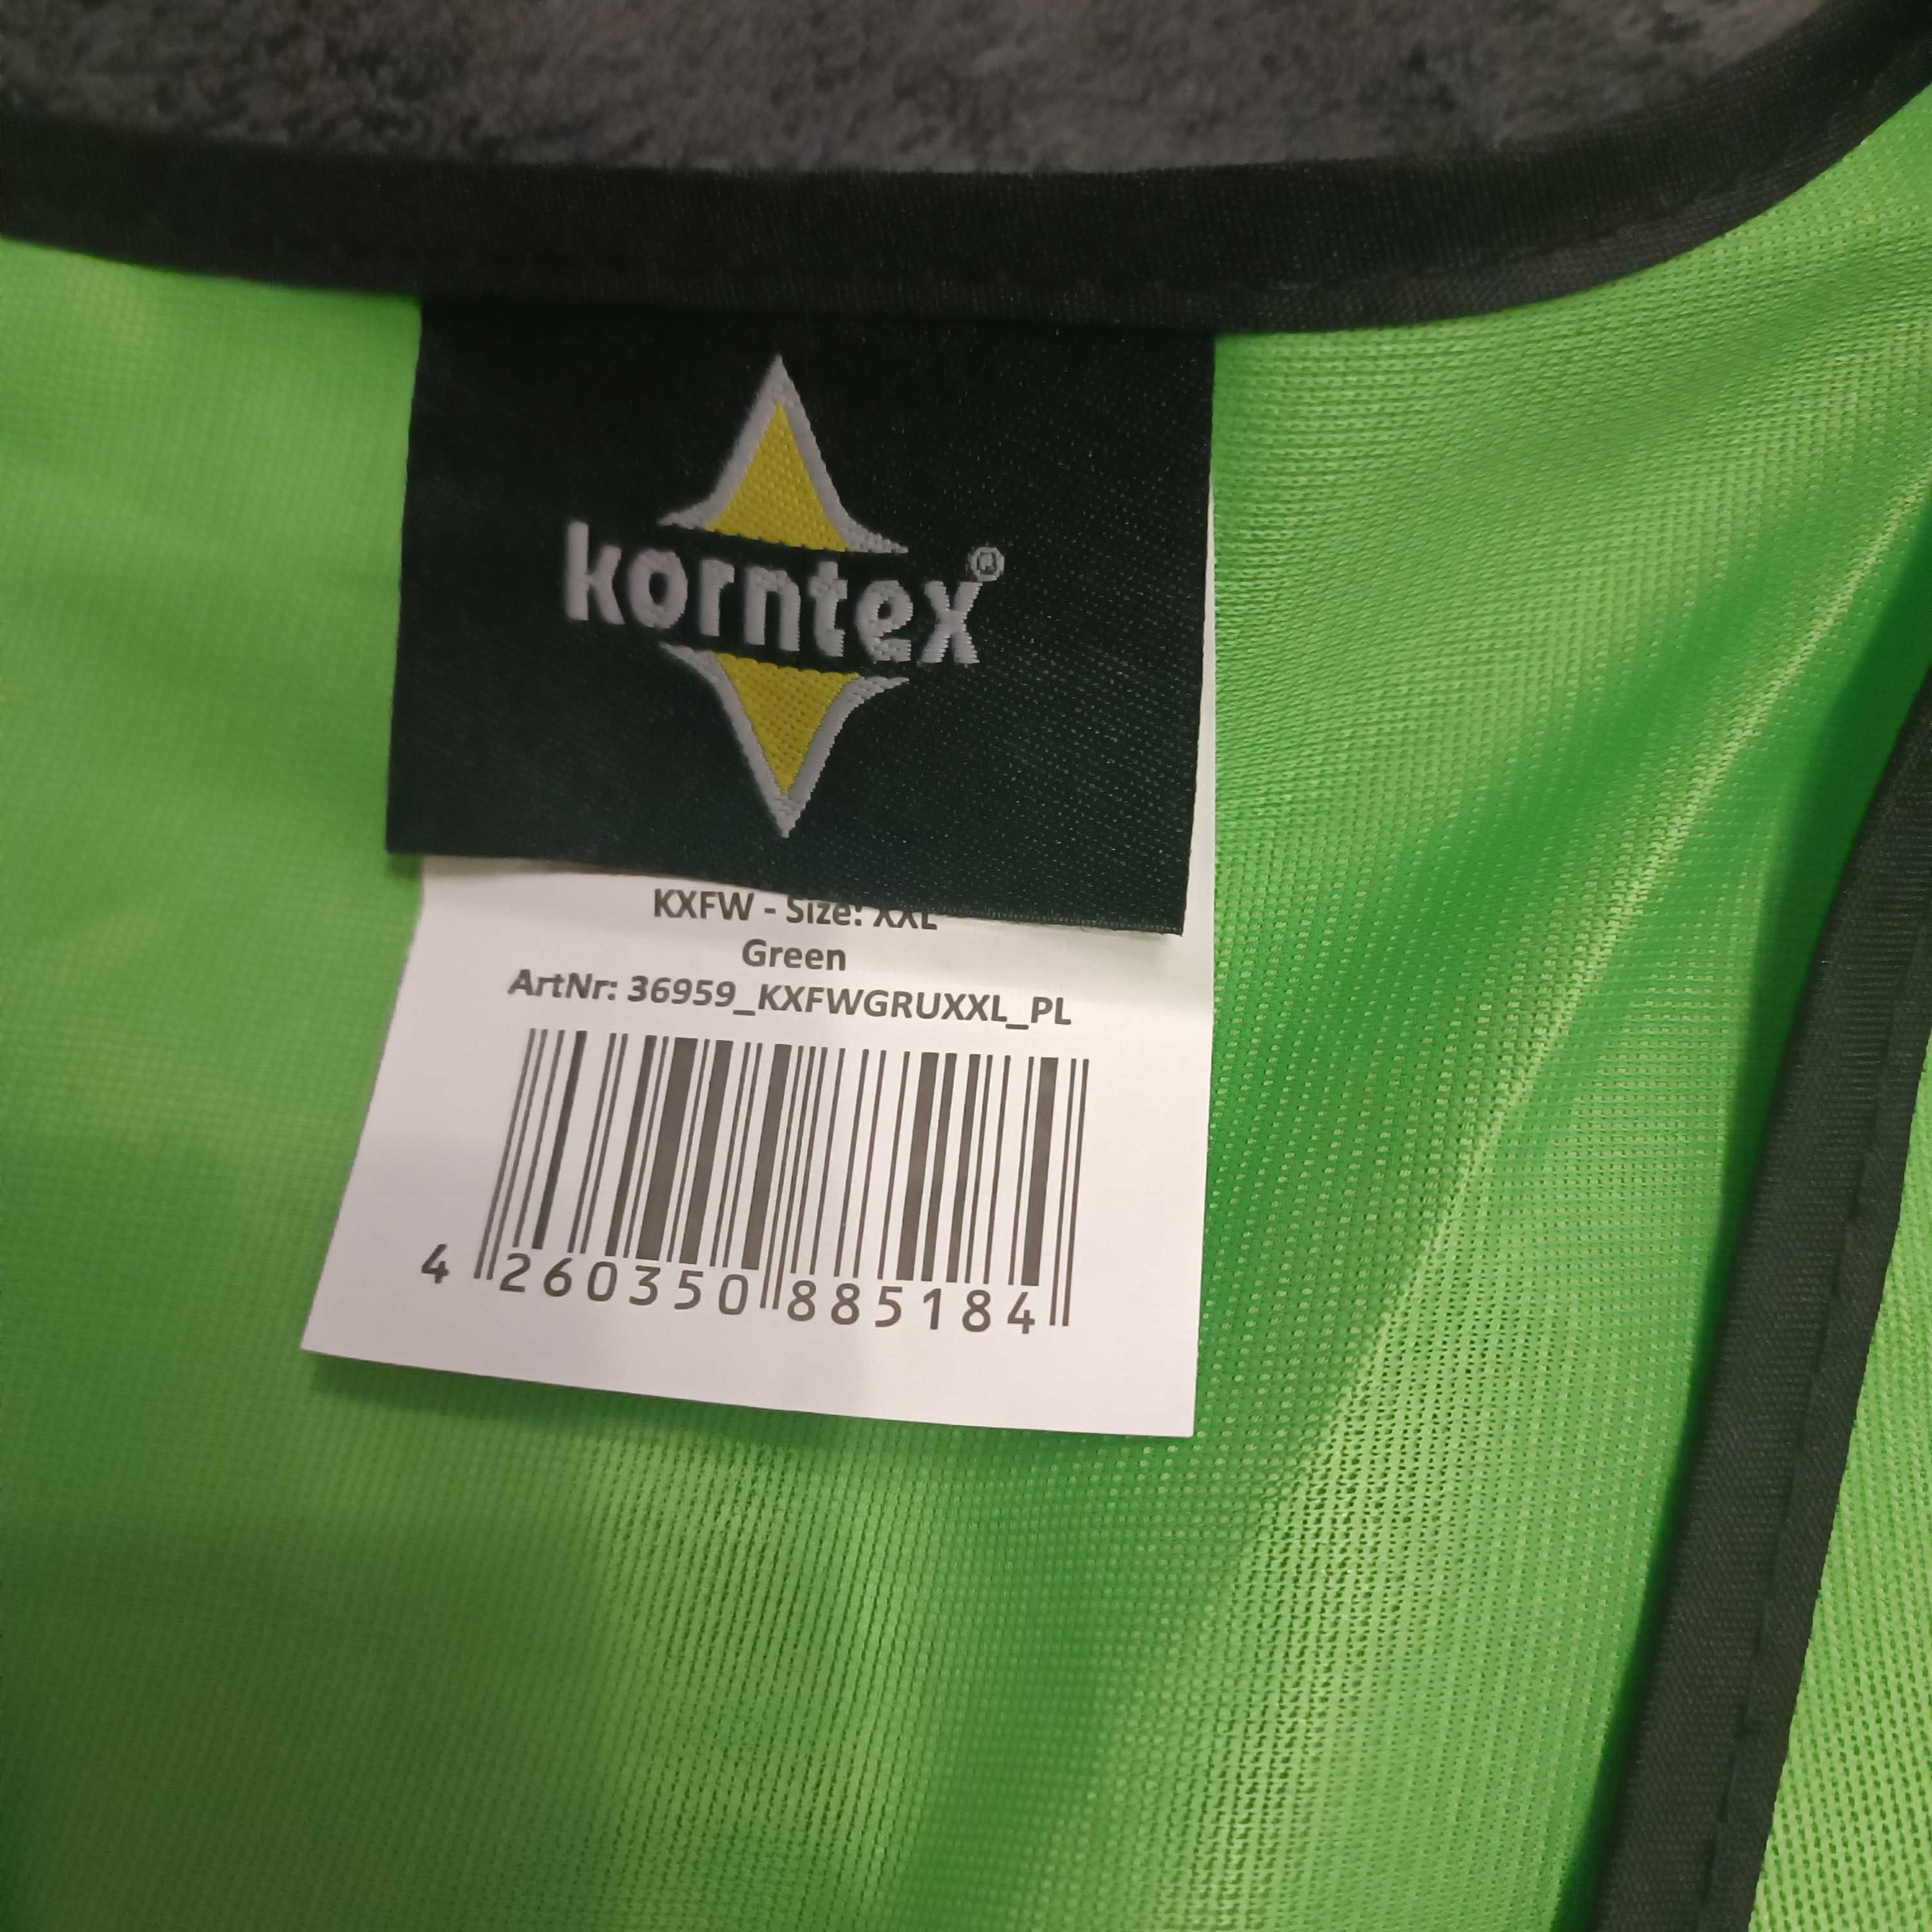 korntex®
KXFW - Size: XXL
Green
ArtNr: 36959_KXFWGRUXXL_PL
4 260350 885184